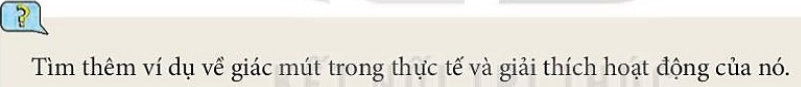 Tìm thêm ví dụ về giác mút trong thực tế và giải thích hoạt động của nó.